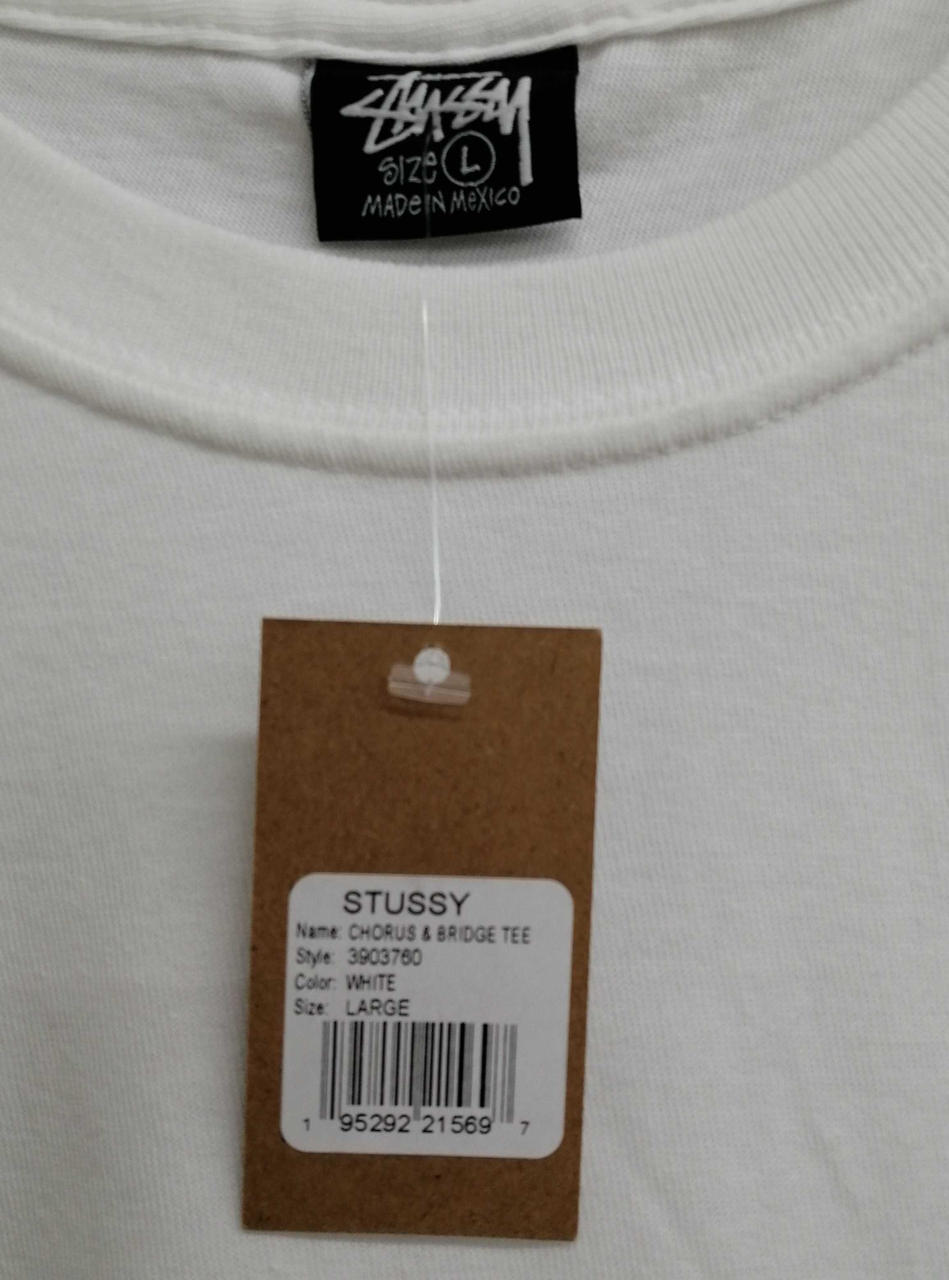 STÜSSY
SIZe L
MADe IN MeXICO
STUSSY
Name: CHORUS & BRIDGE TEE
Style: 3903760
Color: WHITE
Size: LARGE
1 95292 21569 7